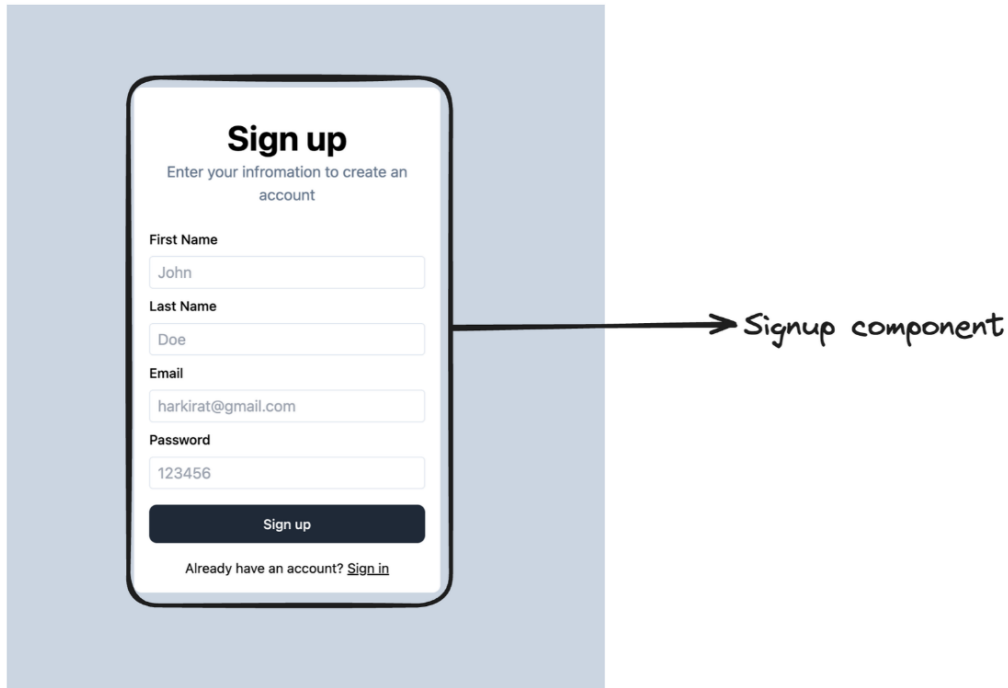 Sign up
Enter your infromation to create an
account
First Name
John
Last Name
Doe
Email
harkirat@gmail.com
Password
123456
Sign up
Already have an account? Sign in
Signup component